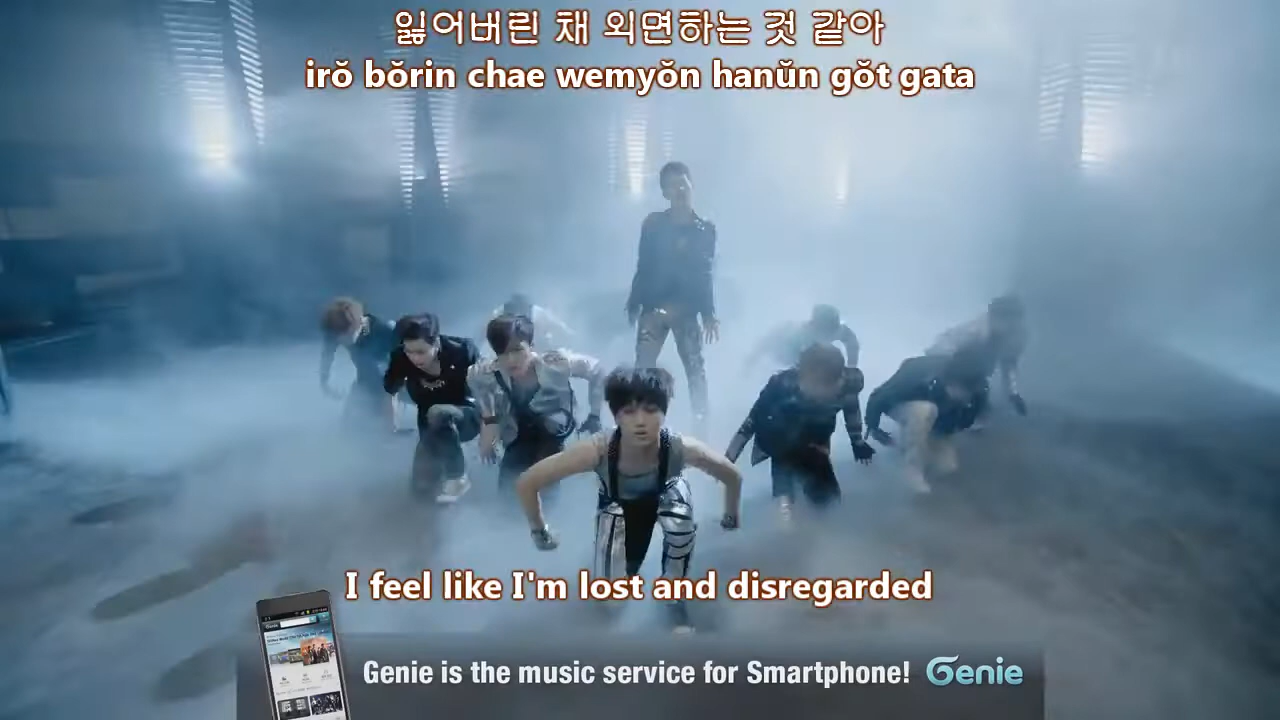 잃어버린 채 외면하는 것 같아
irŏ bŏrin chae wemyŏn hanŭn gŏt gata
I feel like I'm lost and disregarded
Genie is the music service for Smartphone! Genie